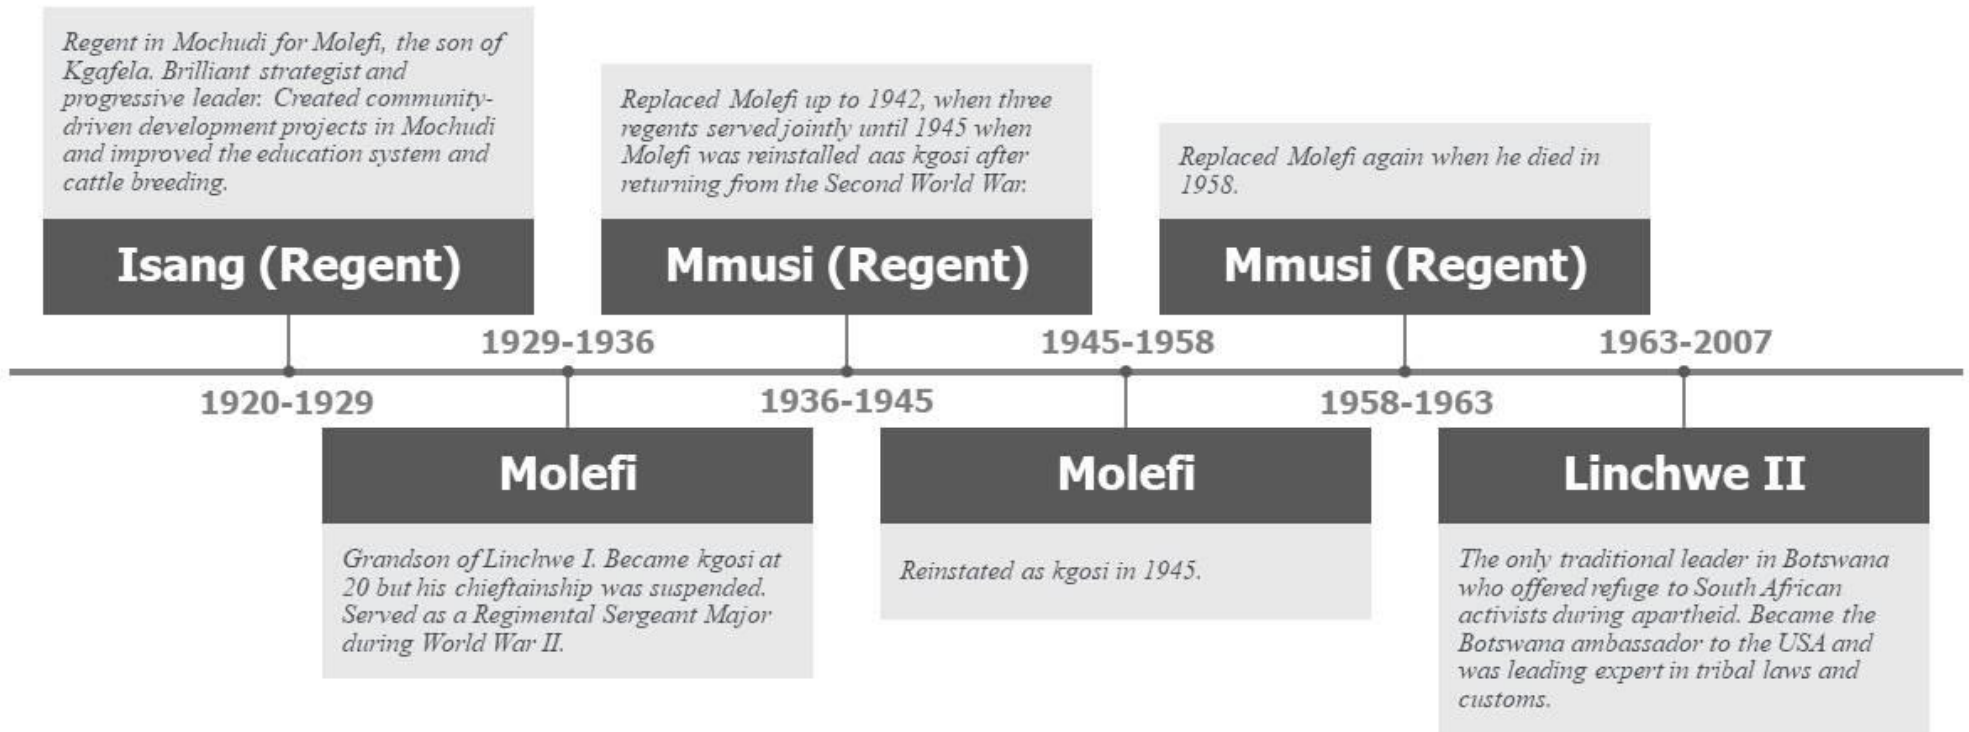 Regent in Mochudi for Molefi, the son of
Kgafela. Brilliant strategist and
progressive leader. Created community-
driven development projects in Mochudi
and improved the education system and
cattle breeding.
Isang (Regent)
1920-1929
1929-1936
Molefi
Grandson of Linchwe I. Became kgosi at
20 but his chieftainship was suspended.
Served as a Regimental Sergeant Major
during World War II.
Replaced Molefi up to 1942, when three
regents served jointly until 1945 when
Molefi was reinstalled aas kgosi after
returning from the Second World War.
Mmusi (Regent)
1936-1945
1945-1958
Molefi
Reinstated as kgosi in 1945.
Replaced Molefi again when he died in
1958.
Mmusi (Regent)
1958-1963
1963-2007
Linchwe II
The only traditional leader in Botswana
who offered refuge to South African
activists during apartheid. Became the
Botswana ambassador to the USA and
was leading expert in tribal laws and
customs.